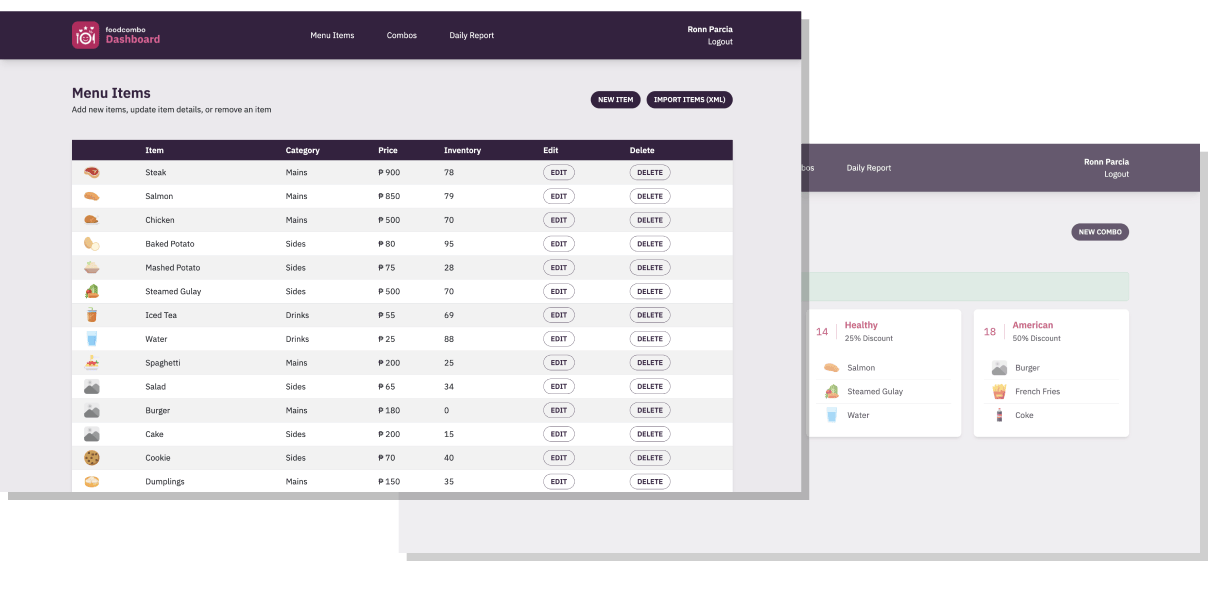 foodcombo
Dashboard
Menu Items Combos Daily Report
Ronn Parcia
Logout
Menu Items
Add new items, update item details, or remove an item
NEW ITEM IMPORT ITEMS (XML)
Item Category Price Inventory Edit Delete
Steak Mains ₱ 900 78 EDIT DELETE
Salmon Mains ₱ 850 79 EDIT DELETE
Chicken Mains ₱ 500 70 EDIT DELETE
Baked Potato Sides ₱ 80 95 EDIT DELETE
Mashed Potato Sides ₱ 75 28 EDIT DELETE
Steamed Gulay Sides ₱ 500 70 EDIT DELETE
Iced Tea Drinks ₱ 55 69 EDIT DELETE
Water Drinks ₱ 25 88 EDIT DELETE
Spaghetti Mains ₱ 200 25 EDIT DELETE
Salad Sides ₱ 65 34 EDIT DELETE
Burger Mains ₱ 180 0 EDIT DELETE
Cake Sides ₱ 200 15 EDIT DELETE
Cookie Sides ₱ 70 40 EDIT DELETE
Dumplings Mains ₱ 150 35 EDIT DELETE
bos Daily Report
Ronn Parcia
Logout
NEW COMBO
14 Healthy
25% Discount
Salmon
Steamed Gulay
Water
18 American
50% Discount
Burger
French Fries
Coke